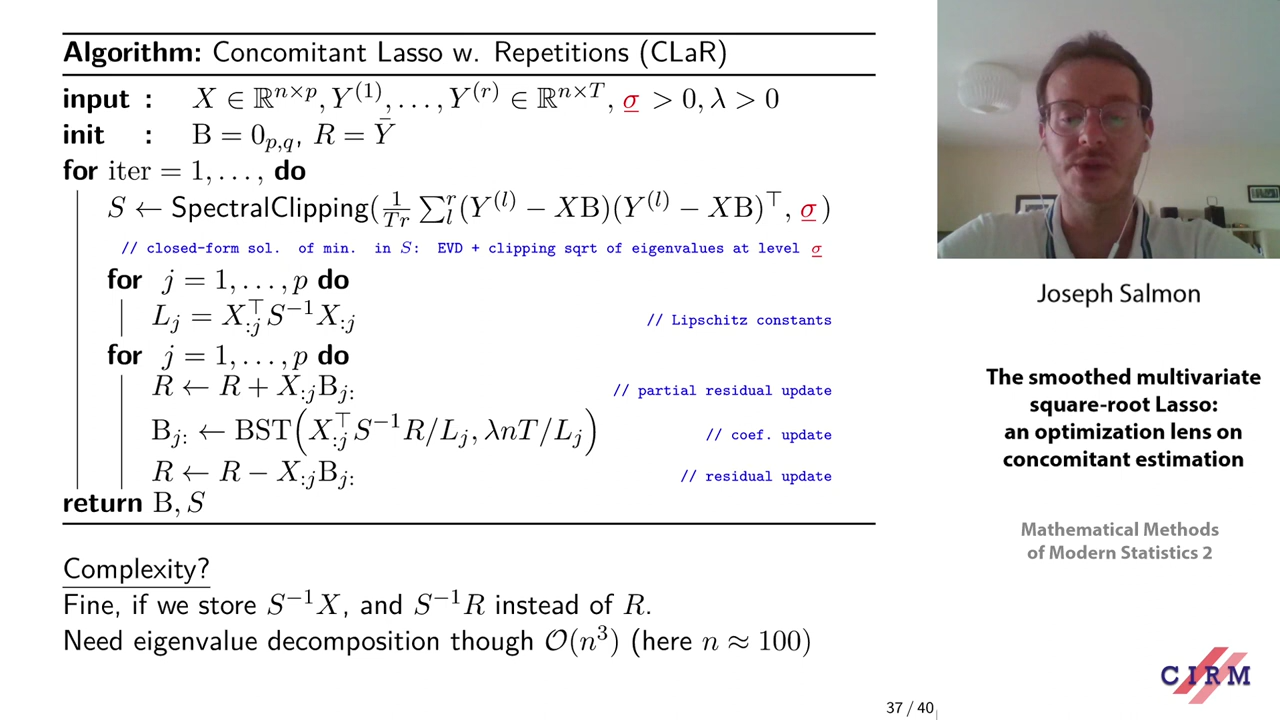 Algorithm: Concomitant Lasso w. Repetitions (CLaR)
input : X ∈ ℝ^{n×p}, Y^{(1)}, …, Y^{(r)} ∈ ℝ^{n×T}, σ̲ > 0, λ > 0
init : B = 0_{p,q}, R = Ȳ
for iter = 1, …, do
S ← SpectralClipping(\frac{1}{Tr} ∑_l^r (Y^{(l)} − XB)(Y^{(l)} − XB)^⊤, σ̲)
// closed-form sol. of min. in S: EVD + clipping sqrt of eigenvalues at level σ̲
for j = 1, …, p do
L_j = X_{:j}^⊤ S^{−1} X_{:j} // Lipschitz constants
for j = 1, …, p do
R ← R + X_{:j} B_{j:} // partial residual update
B_{j:} ← BST(X_{:j}^⊤ S^{−1} R/L_j, λnT/L_j) // coef. update
R ← R − X_{:j} B_{j:} // residual update
return B, S
Complexity?
Fine, if we store S^{−1}X, and S^{−1}R instead of R.
Need eigenvalue decomposition though 𝒪(n^3) (here n ≈ 100)
37 / 40
Joseph Salmon
The smoothed multivariate
square-root Lasso:
an optimization lens on
concomitant estimation
Mathematical Methods
of Modern Statistics 2
CIRM